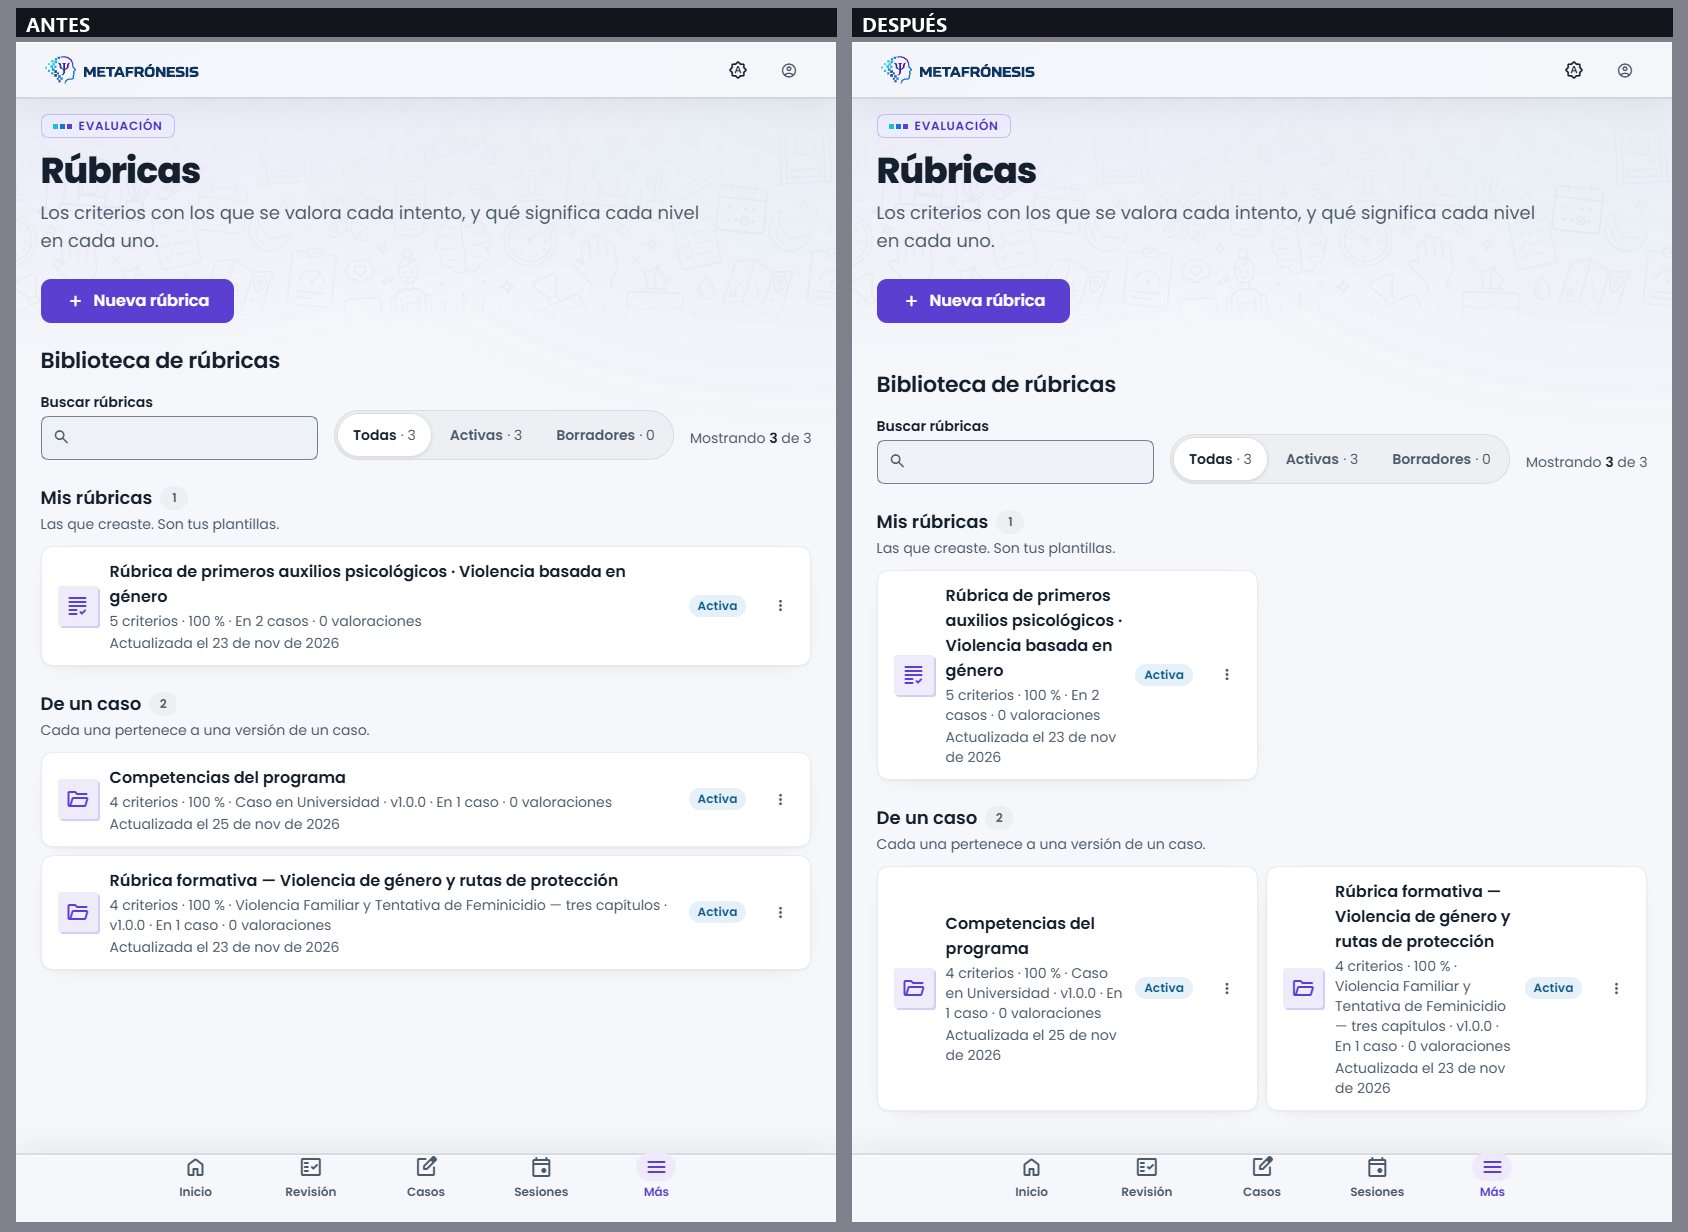 ANTES
METAFRÓNESIS
EVALUACIÓN
Rúbricas
Los criterios con los que se valora cada intento, y qué significa cada nivel
en cada uno.
+ Nueva rúbrica
Biblioteca de rúbricas
Buscar rúbricas
Todas · 3
Activas · 3
Borradores · 0
Mostrando 3 de 3
Mis rúbricas 1
Las que creaste. Son tus plantillas.
Rúbrica de primeros auxilios psicológicos · Violencia basada en
género
5 criterios · 100 % · En 2 casos · 0 valoraciones
Actualizada el 23 de nov de 2026
Activa
De un caso 2
Cada una pertenece a una versión de un caso.
Competencias del programa
4 criterios · 100 % · Caso en Universidad · v1.0.0 · En 1 caso · 0 valoraciones
Actualizada el 25 de nov de 2026
Activa
Rúbrica formativa — Violencia de género y rutas de protección
4 criterios · 100 % · Violencia Familiar y Tentativa de Feminicidio — tres capítulos ·
v1.0.0 · En 1 caso · 0 valoraciones
Actualizada el 23 de nov de 2026
Activa
Inicio
Revisión
Casos
Sesiones
Más
DESPUÉS
METAFRÓNESIS
EVALUACIÓN
Rúbricas
Los criterios con los que se valora cada intento, y qué significa cada nivel
en cada uno.
+ Nueva rúbrica
Biblioteca de rúbricas
Buscar rúbricas
Todas · 3
Activas · 3
Borradores · 0
Mostrando 3 de 3
Mis rúbricas 1
Las que creaste. Son tus plantillas.
Rúbrica de primeros
auxilios psicológicos ·
Violencia basada en
género
5 criterios · 100 % · En 2
casos · 0 valoraciones
Actualizada el 23 de nov
de 2026
Activa
De un caso 2
Cada una pertenece a una versión de un caso.
Competencias del
programa
4 criterios · 100 % · Caso
en Universidad · v1.0.0 · En
1 caso · 0 valoraciones
Actualizada el 25 de nov
de 2026
Activa
Rúbrica formativa —
Violencia de género y
rutas de protección
4 criterios · 100 % ·
Violencia Familiar y
Tentativa de Feminicidio
— tres capítulos · v1.0.0 ·
En 1 caso · 0 valoraciones
Actualizada el 23 de nov
de 2026
Activa
Inicio
Revisión
Casos
Sesiones
Más